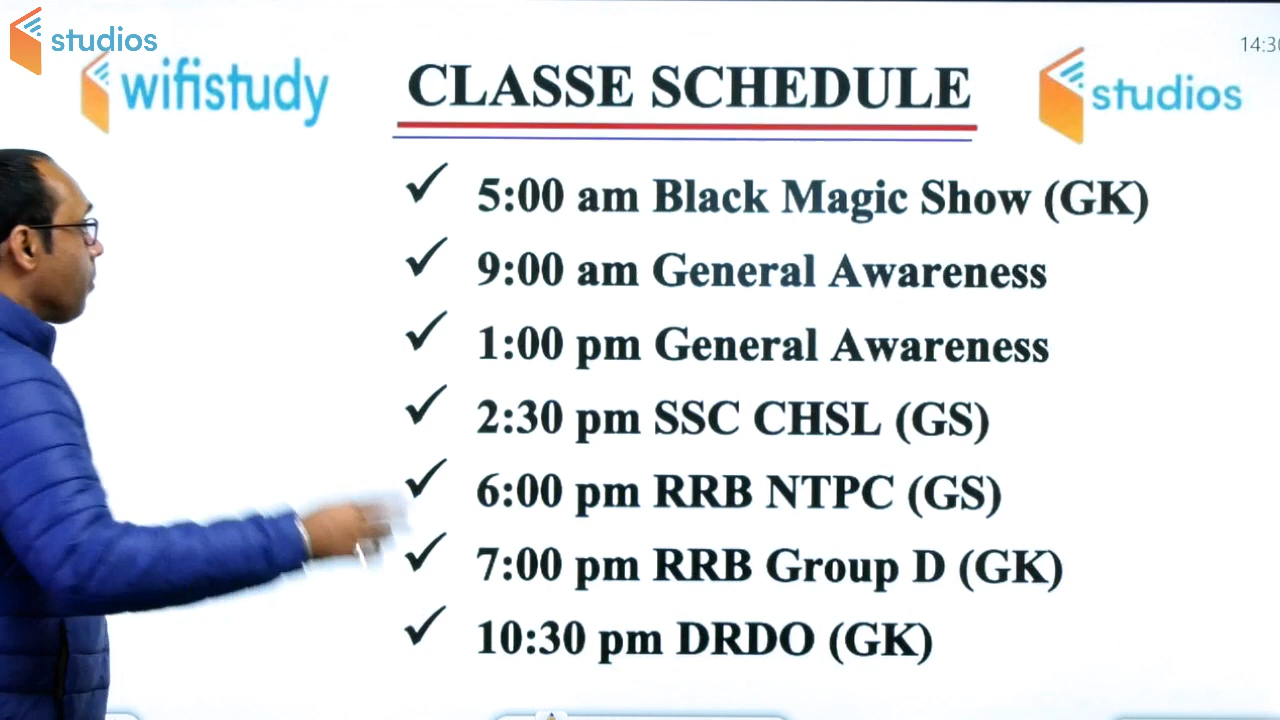 studios
14:30
wifistudy
CLASSE SCHEDULE
studios
✓ 5:00 am Black Magic Show (GK)
✓ 9:00 am General Awareness
✓ 1:00 pm General Awareness
✓ 2:30 pm SSC CHSL (GS)
✓ 6:00 pm RRB NTPC (GS)
✓ 7:00 pm RRB Group D (GK)
✓ 10:30 pm DRDO (GK)